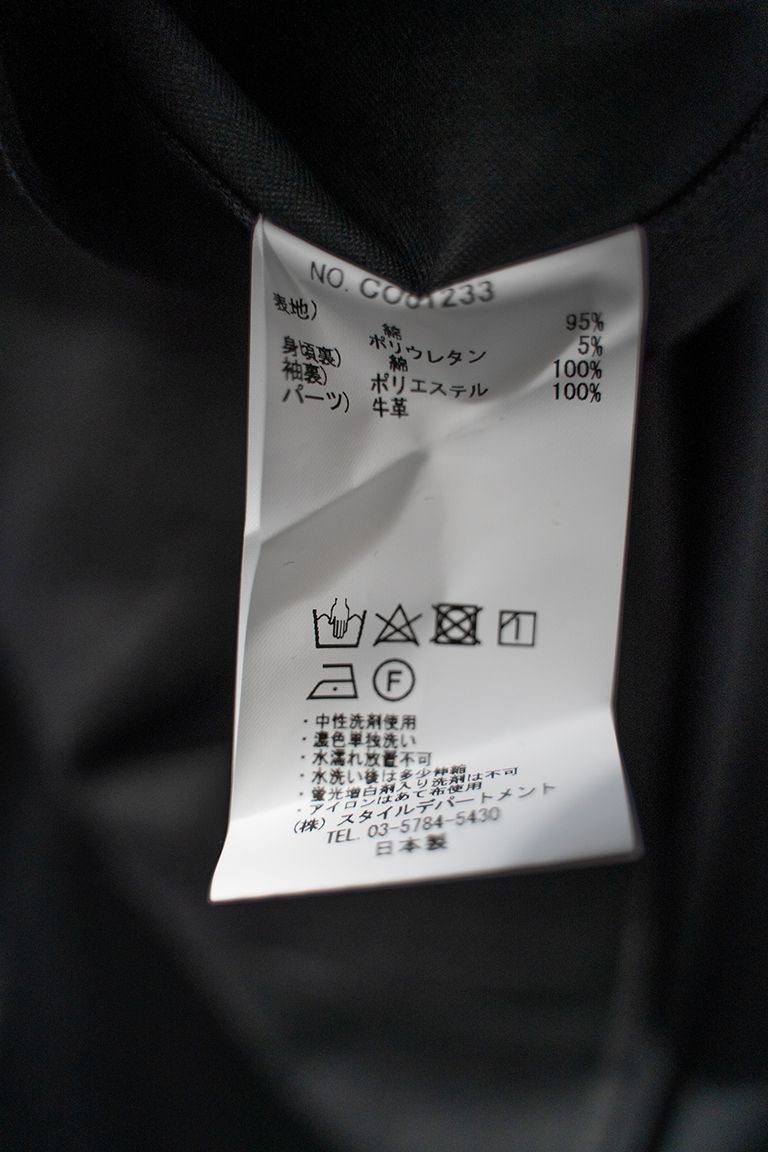 NO. CO01233
表地) 綿 95%
ポリウレタン 5%
身頃裏) 綿 100%
袖裏) ポリエステル 100%
パーツ) 牛革
F
・中性洗剤使用
・濃色単独洗い
・水濡れ放置不可
・水洗い後は多少伸縮
・蛍光増白剤入り洗剤は不可
・アイロンはあて布使用
(株) スタイルデパートメント
TEL. 03-5784-5430
日本製